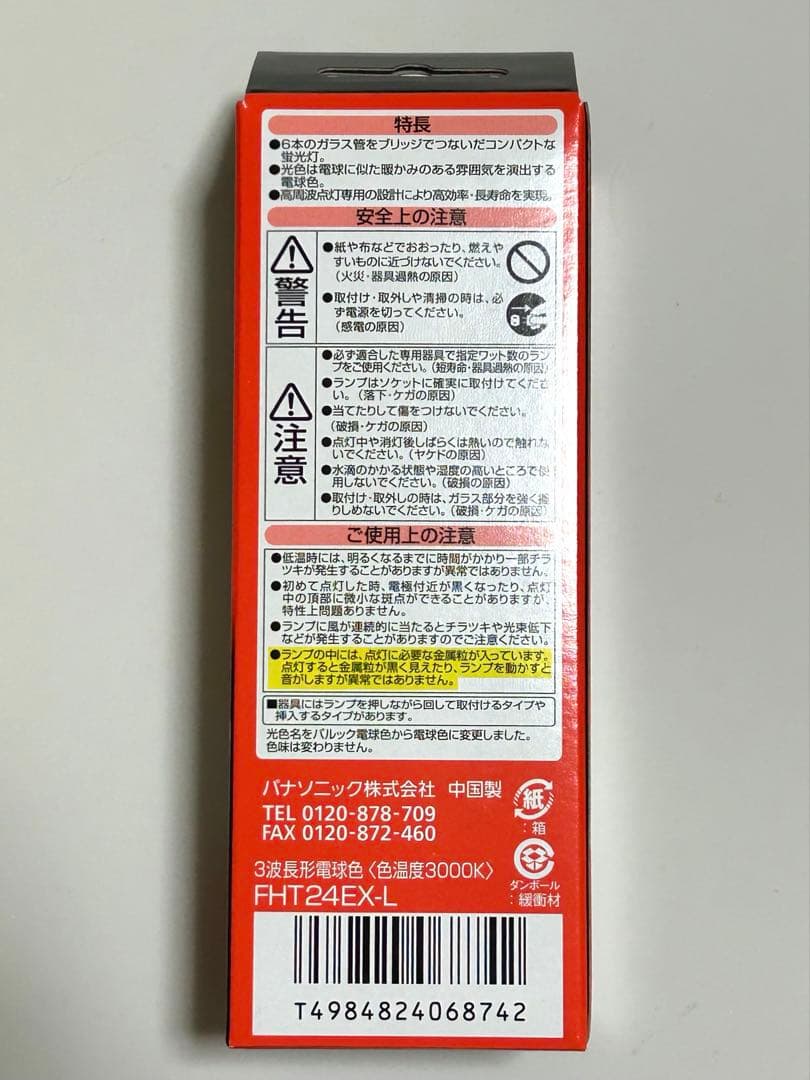 特長
●6本のガラス管をブリッジでつないだコンパクトな
蛍光灯。
●光色は電球に似た暖かみのある雰囲気を演出する
電球色。
●高周波点灯専用の設計により高効率・長寿命を実現。
安全上の注意
警告
●紙や布などでおおったり、燃えや
すいものに近づけないでください。
（火災・器具過熱の原因）
●取付け・取外しや清掃の時は、必
ず電源を切ってください。
（感電の原因）
注意
●必ず適合した専用器具で指定ワット数のラン
プをご使用ください。（短寿命・器具過熱の原因）
●ランプはソケットに確実に取付けてくださ
い。（落下・ケガの原因）
●当てたりして傷をつけないでください。
（破損・ケガの原因）
●点灯中や消灯後しばらくは熱いので触れな
いでください。（ヤケドの原因）
●水滴のかかる状態や湿度の高いところで使
用しないでください。（破損の原因）
●取付け・取外しの時は、ガラス部分を強く握
りしめないでください。（破損・ケガの原因）
ご使用上の注意
●低温時には、明るくなるまでに時間がかかり一部チラ
ツキが発生することがありますが異常ではありません。
●初めて点灯した時、電極付近が黒くなったり、点灯
中の頂部に微小な斑点ができることがありますが、
特性上問題ありません。
●ランプに風が連続的に当たるとチラツキや光束低下
などが発生することがありますのでご注意ください。
●ランプの中には、点灯に必要な金属粒が入っています。
点灯すると金属粒が黒く見えたり、ランプを動かすと
音がしますが異常ではありません。
■器具にはランプを押しながら回して取付けるタイプや
挿入するタイプがあります。
光色名をパルック電球色から電球色に変更しました。
色味は変わりません。
パナソニック株式会社 中国製
TEL 0120-878-709
FAX 0120-872-460
紙
：箱
ダンボール
：緩衝材
3波長形電球色〈色温度3000K〉
FHT24EX-L
T4984824068742